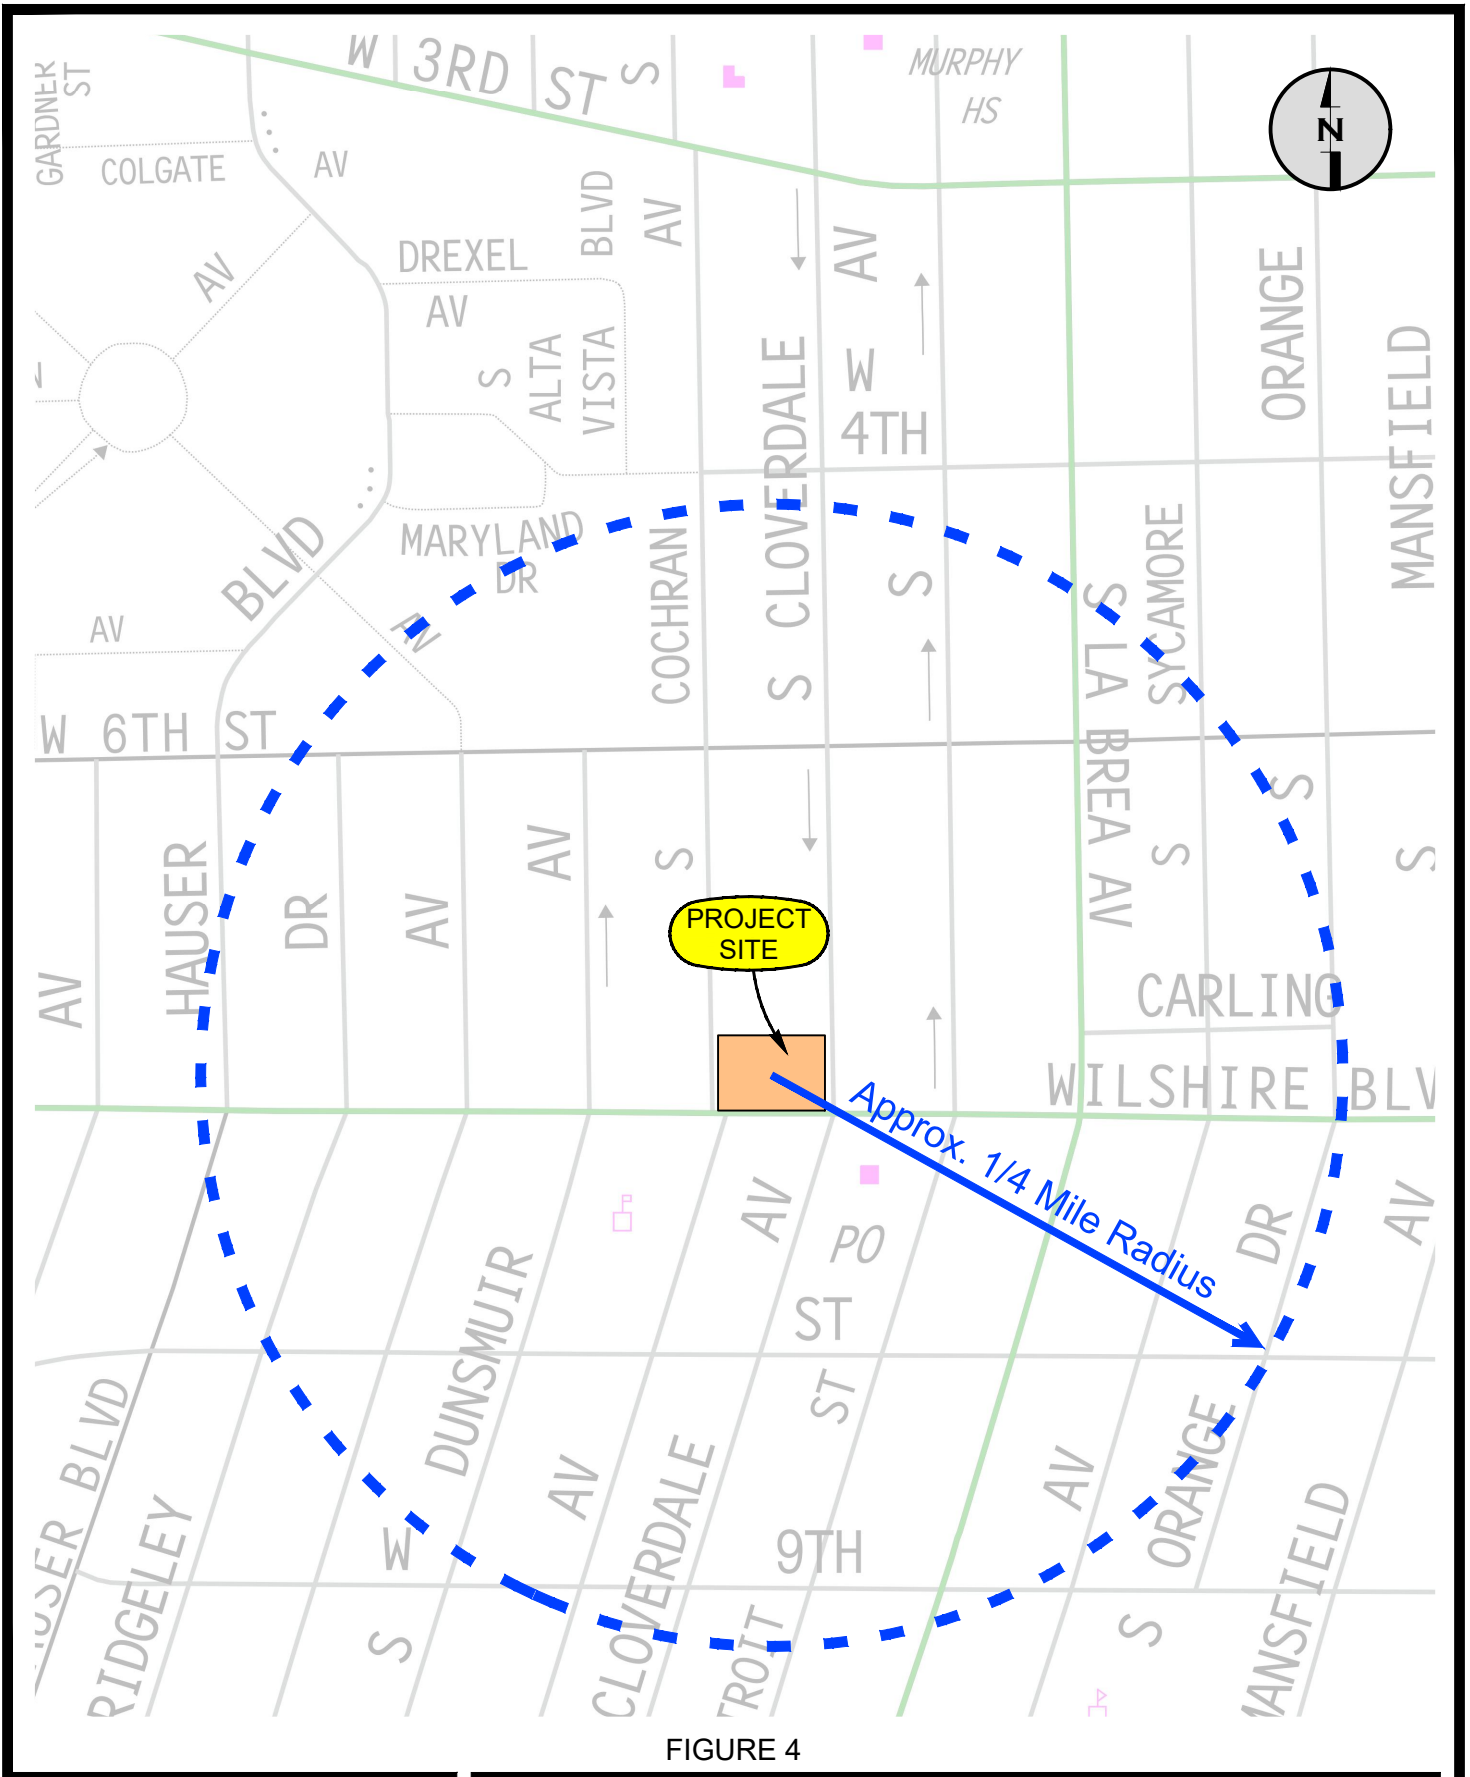 W 3RD ST
S
MURPHY
HS
GARDNER
ST
N
COLGATE
AV
BLVD
AV
AV
DREXEL
AV
AV
ORANGE
S
ALTA
VISTA
W
4TH
MANSFIELD
S CLOVERDALE
MARYLAND
DR
BLVD
COCHRAN
S
S LA BREA AV
SYCAMORE
AV
AV
W 6TH ST
S
S
S
HAUSER
DR
AV
AV
S
AV
PROJECT
SITE
CARLING
WILSHIRE BLV
Approx. 1/4 Mile Radius
AV
PO
DR
AV
ST
DUNSMUIR
ST
BLVD
AV
CLOVERDALE
AV
ORANGE
W
9TH
RIDGELEY
MANSFIELD
S
S
FIGURE 4